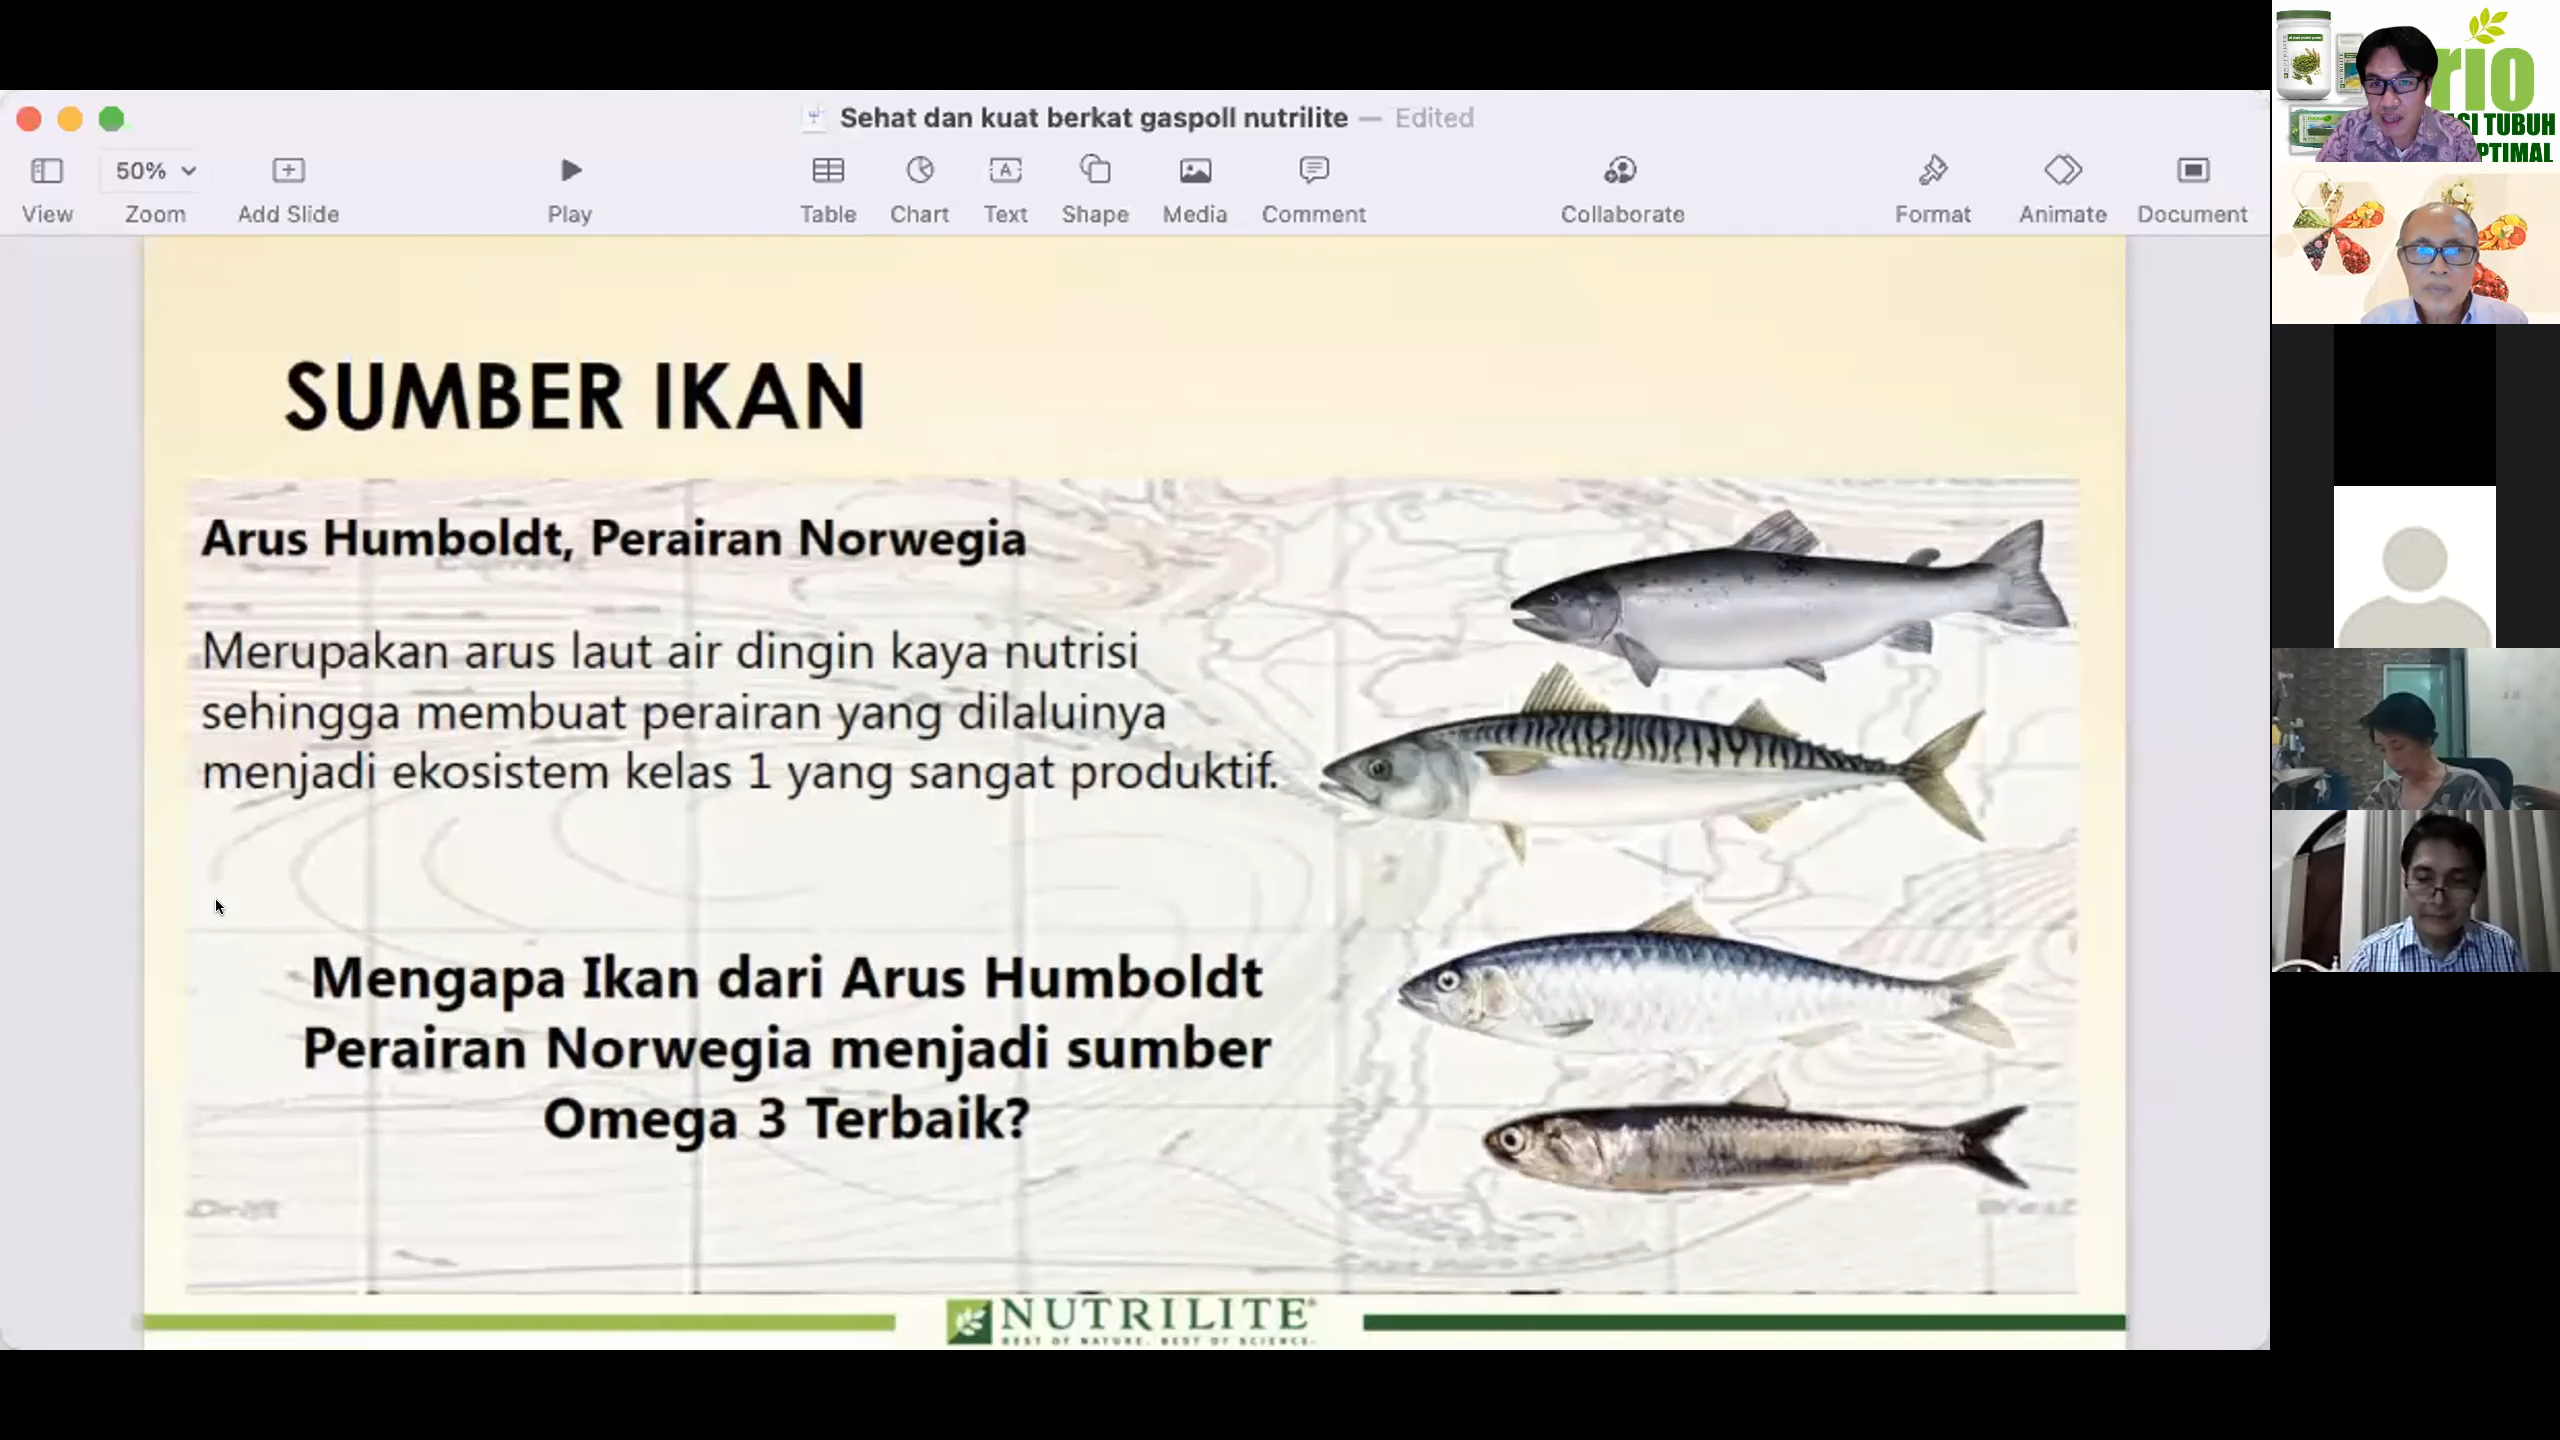 Sehat dan kuat berkat gaspoll nutrilite — Edited
50%
View
Zoom
Add Slide
Play
Table
Chart
Text
Shape
Media
Comment
Collaborate
Format
Animate
Document
SUMBER IKAN
Arus Humboldt, Perairan Norwegia
Merupakan arus laut air dingin kaya nutrisi
sehingga membuat perairan yang dilaluinya
menjadi ekosistem kelas 1 yang sangat produktif.
Mengapa Ikan dari Arus Humboldt
Perairan Norwegia menjadi sumber
Omega 3 Terbaik?
Drift
NUTRILITE
BEST OF NATURE. BEST OF SCIENCE.
rio
SI TUBUH
PTIMAL